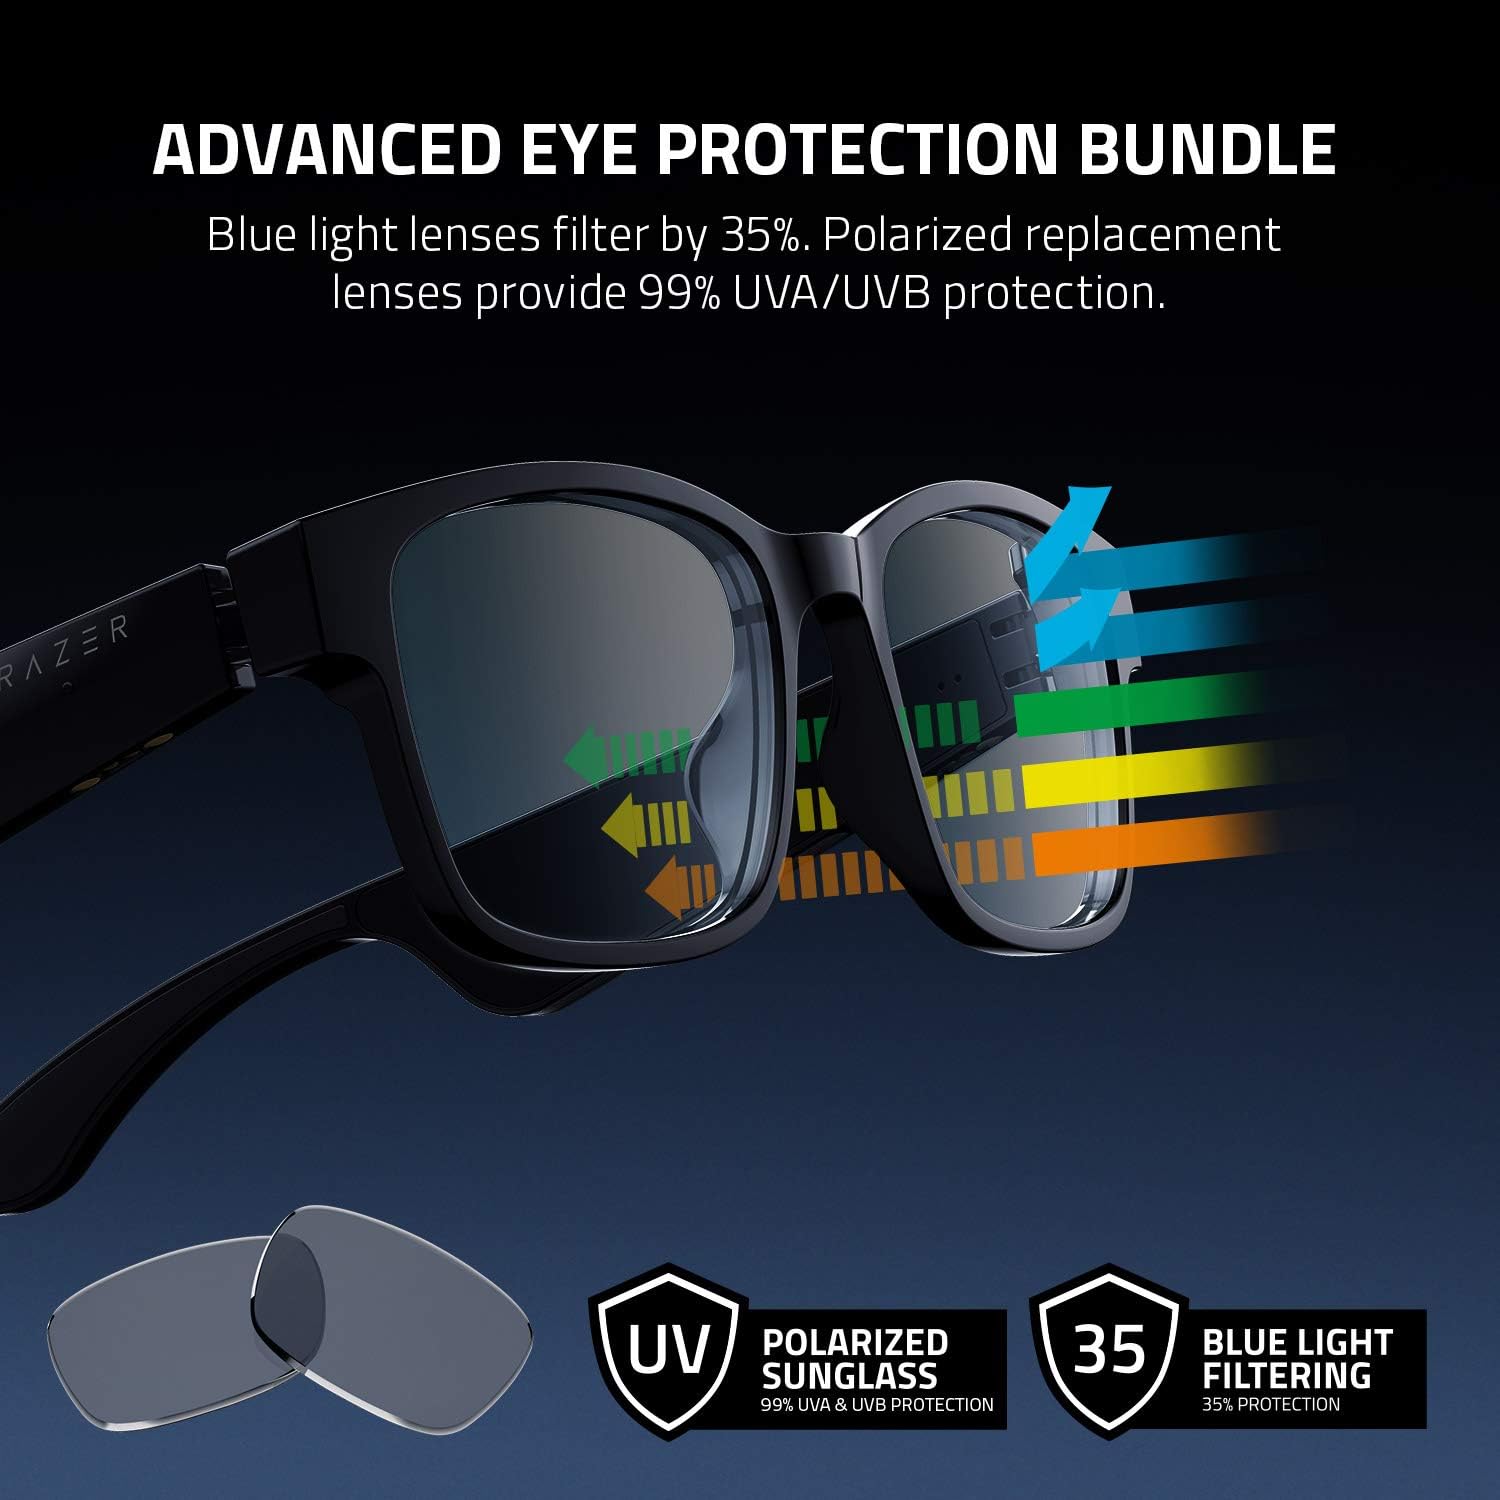 ADVANCED EYE PROTECTION BUNDLE
Blue light lenses filter by 35%. Polarized replacement
lenses provide 99% UVA/UVB protection.
RAZER
UV
POLARIZED
SUNGLASS
99% UVA & UVB PROTECTION
35
BLUE LIGHT
FILTERING
35% PROTECTION